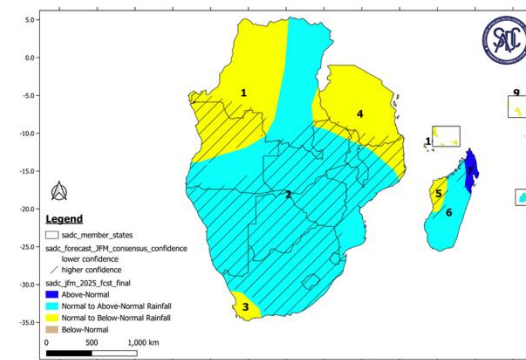 5.0
0.0
-5.0
-10.0
-15.0
-20.0
-25.0
-30.0
-35.0
SADC
1
4
9
1
2
5
6
3
Legend
sadc_member_states
sadc_forecast_JFM_consensus_confidence
lower confidence
higher confidence
sadc_jfm_2025_fcst_final
Above-Normal
Normal to Above-Normal Rainfall
Normal to Below-Normal Rainfall
Below-Normal
0 500 1,000 km